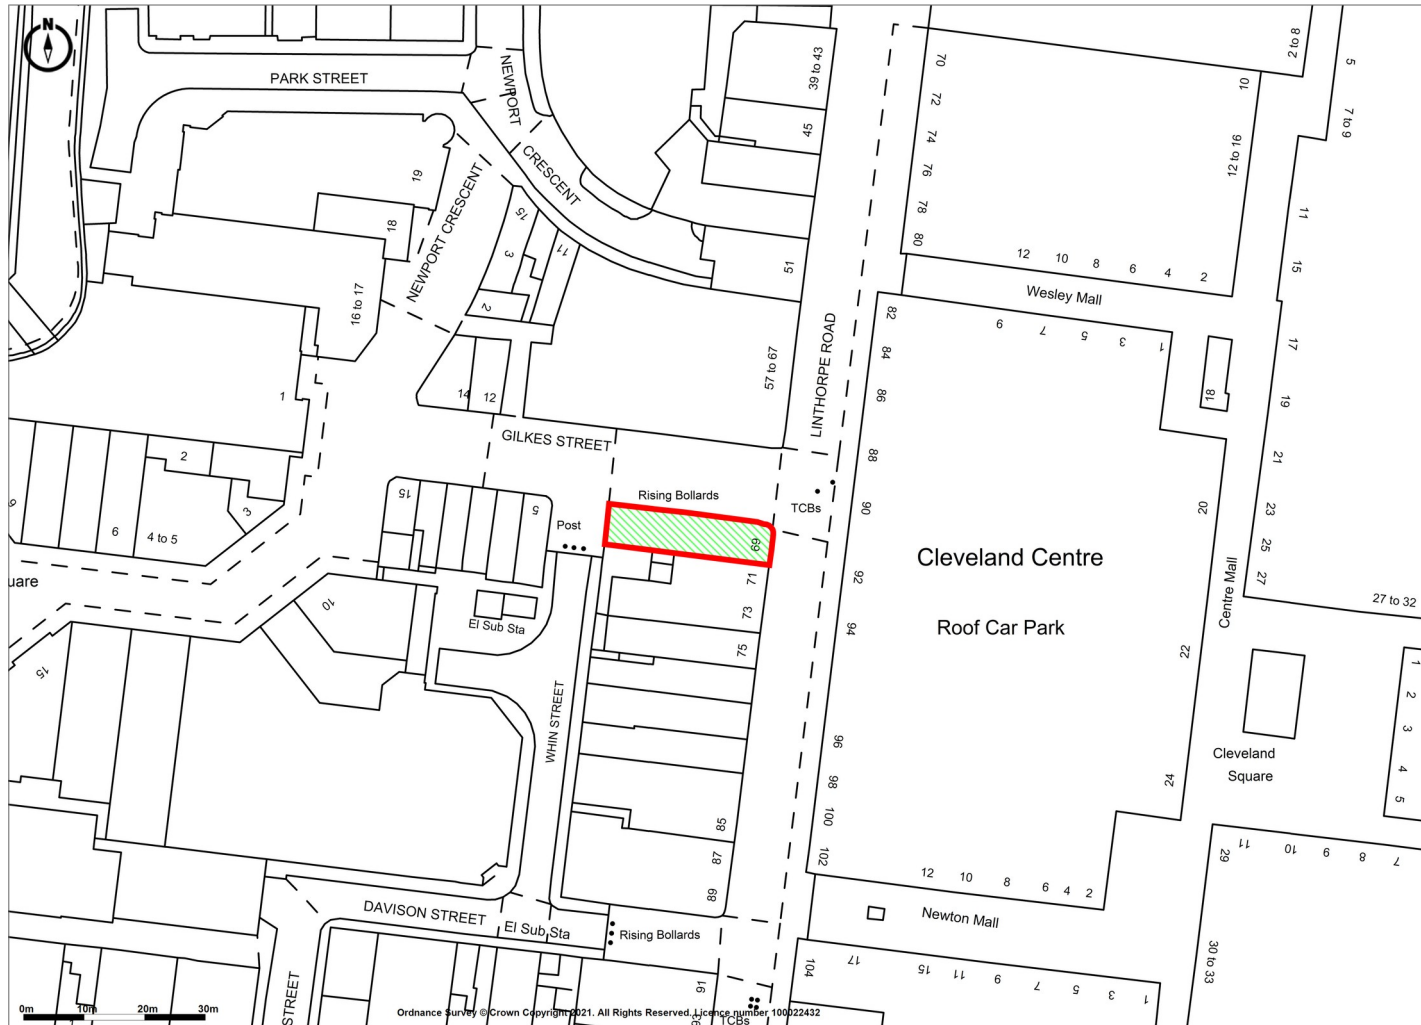 N
PARK STREET
NEWPORT
CRESCENT
NEWPORT CRESCENT
19
18
16 to 17
15
3
11
2
14
12
1
39 to 43
45
51
57 to 67
LINTHORPE ROAD
70
72
74
76
78
80
2 to 8
10
12 to 16
5
7 to 9
11
15
17
19
21
23
25
27
27 to 32
12
10
8
6
4
2
Wesley Mall
9
7
5
3
1
18
82
84
86
88
90
92
94
96
98
100
102
Cleveland Centre
Roof Car Park
20
22
24
Centre Mall
Cleveland
Square
1
2
3
4
5
GILKES STREET
Rising Bollards
TCBs
Post
15
5
69
71
73
75
85
87
89
2
3
6
4 to 5
9
uare
10
15
El Sub Sta
WHIN STREET
DAVISON STREET
El Sub Sta
Rising Bollards
STREET
91
93
TCBs
104
17
15
11
9
7
5
3
1
12
10
8
6
4
2
Newton Mall
29
11
10
9
8
7
30 to 33
0m
10m
20m
30m
Ordnance Survey © Crown Copyright 2021. All Rights Reserved. Licence number 100022432